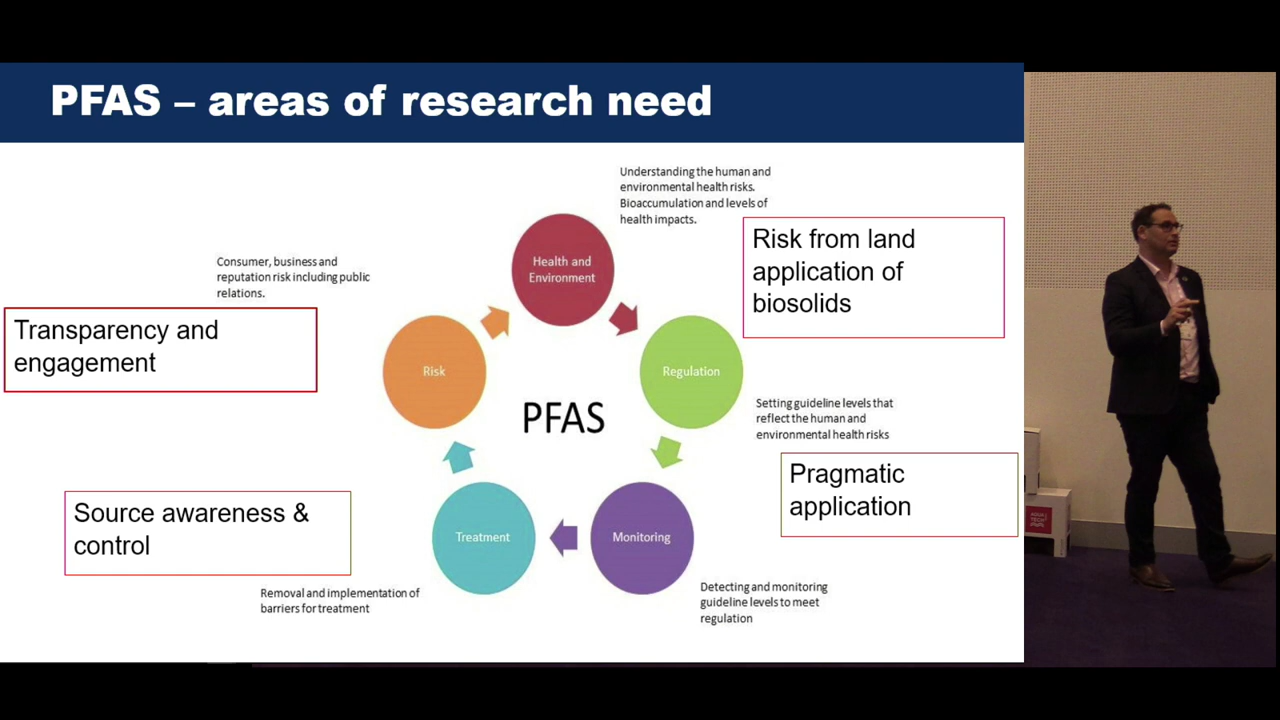 PFAS – areas of research need
Understanding the human and
environmental health risks.
Bioaccumulation and levels of
health impacts.
Health and
Environment
Risk from land
application of
biosolids
Consumer, business and
reputation risk including public
relations.
Transparency and
engagement
Risk
Regulation
PFAS
Setting guideline levels that
reflect the human and
environmental health risks
Pragmatic
application
Source awareness &
control
Treatment
Monitoring
Removal and implementation of
barriers for treatment
Detecting and monitoring
guideline levels to meet
regulation